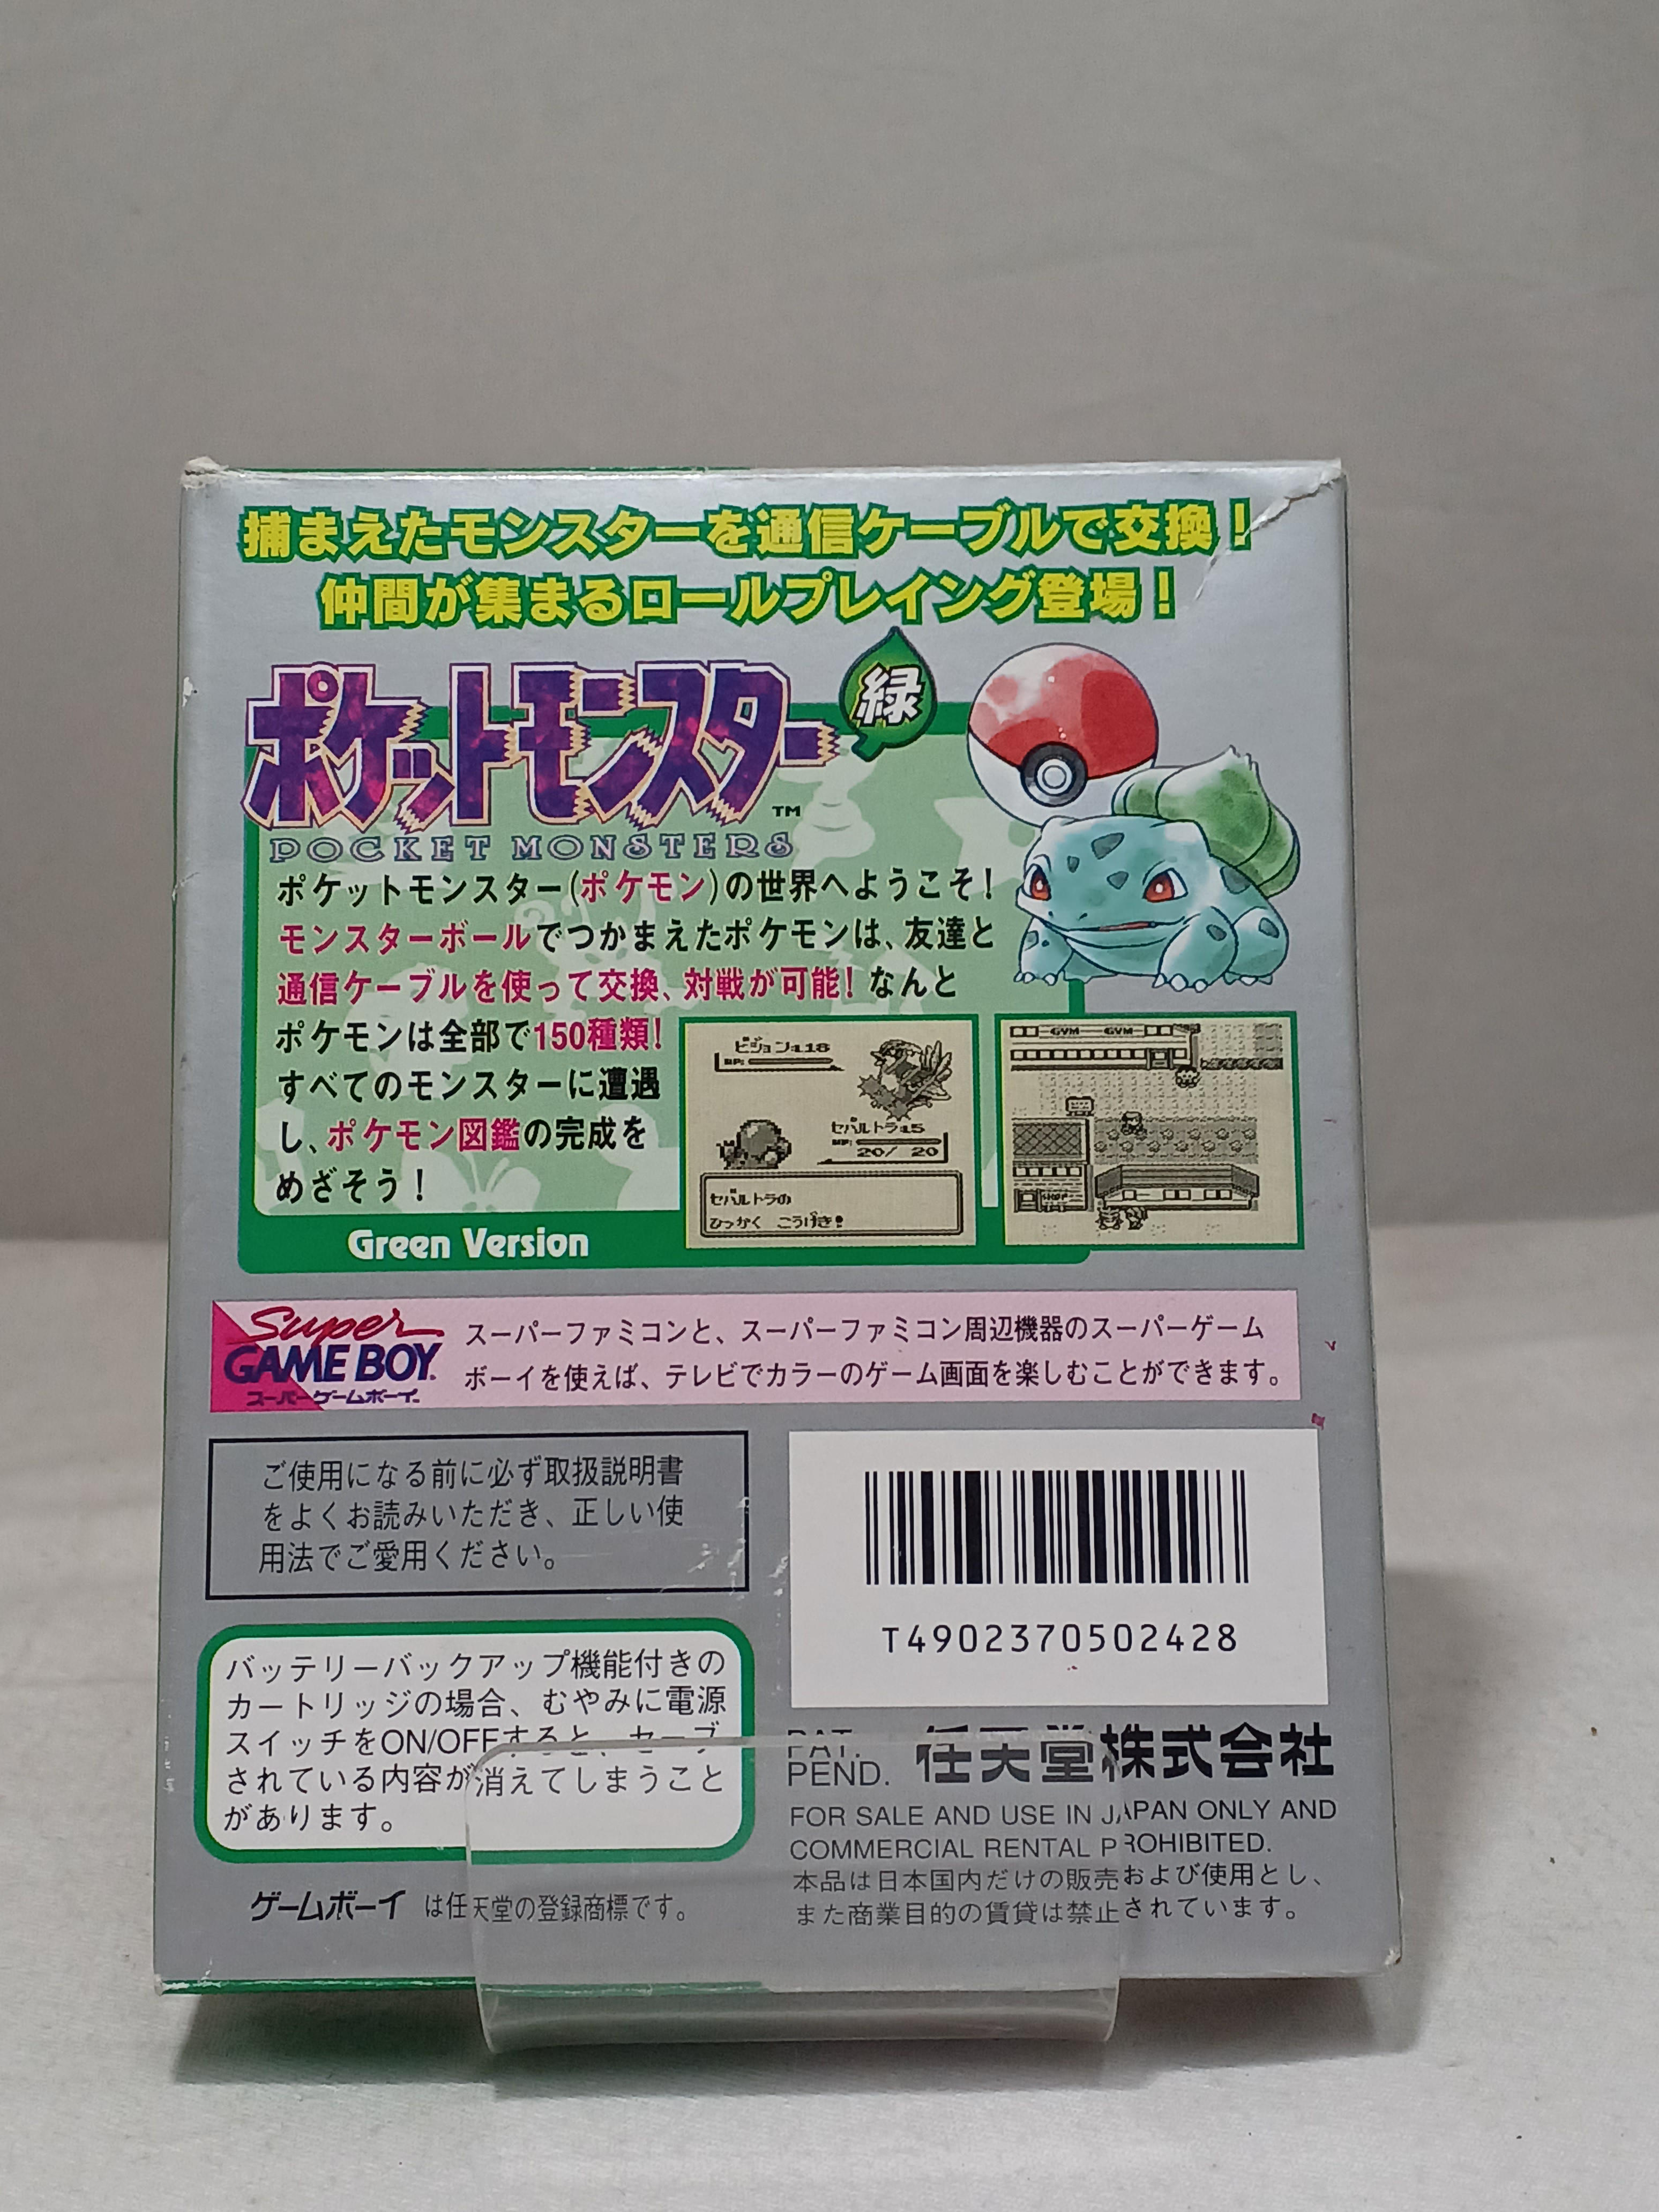 捕まえたモンスターを通信ケーブルで交換！
仲間が集まるロールプレイング登場！
ポケットモンスター 緑
TM
POCKET MONSTERS
ポケットモンスター(ポケモン)の世界へようこそ！
モンスターボールでつかまえたポケモンは、友達と
通信ケーブルを使って交換、対戦が可能！なんと
ポケモンは全部で150種類！
すべてのモンスターに遭遇
し、ポケモン図鑑の完成を
めざそう！
Green Version
ピジョン:L18
HP:
セパルトラ:L5
HP:
20/ 20
セパルトラの
ひっかく こうげき！
GYM GYM
SHOP
Super
GAME BOY
スーパーゲームボーイ
スーパーファミコンと、スーパーファミコン周辺機器のスーパーゲーム
ボーイを使えば、テレビでカラーのゲーム画面を楽しむことができます。
ご使用になる前に必ず取扱説明書
をよくお読みいただき、正しい使
用法でご愛用ください。
T4902370502428
バッテリーバックアップ機能付きの
カートリッジの場合、むやみに電源
スイッチをON/OFFすると、セーブ
されている内容が消えてしまうこと
があります。
PAT.
PEND.
任天堂株式会社
FOR SALE AND USE IN JAPAN ONLY AND
COMMERCIAL RENTAL PROHIBITED.
本品は日本国内だけの販売および使用とし、
また商業目的の賃貸は禁止されています。
ゲームボーイ は任天堂の登録商標です。